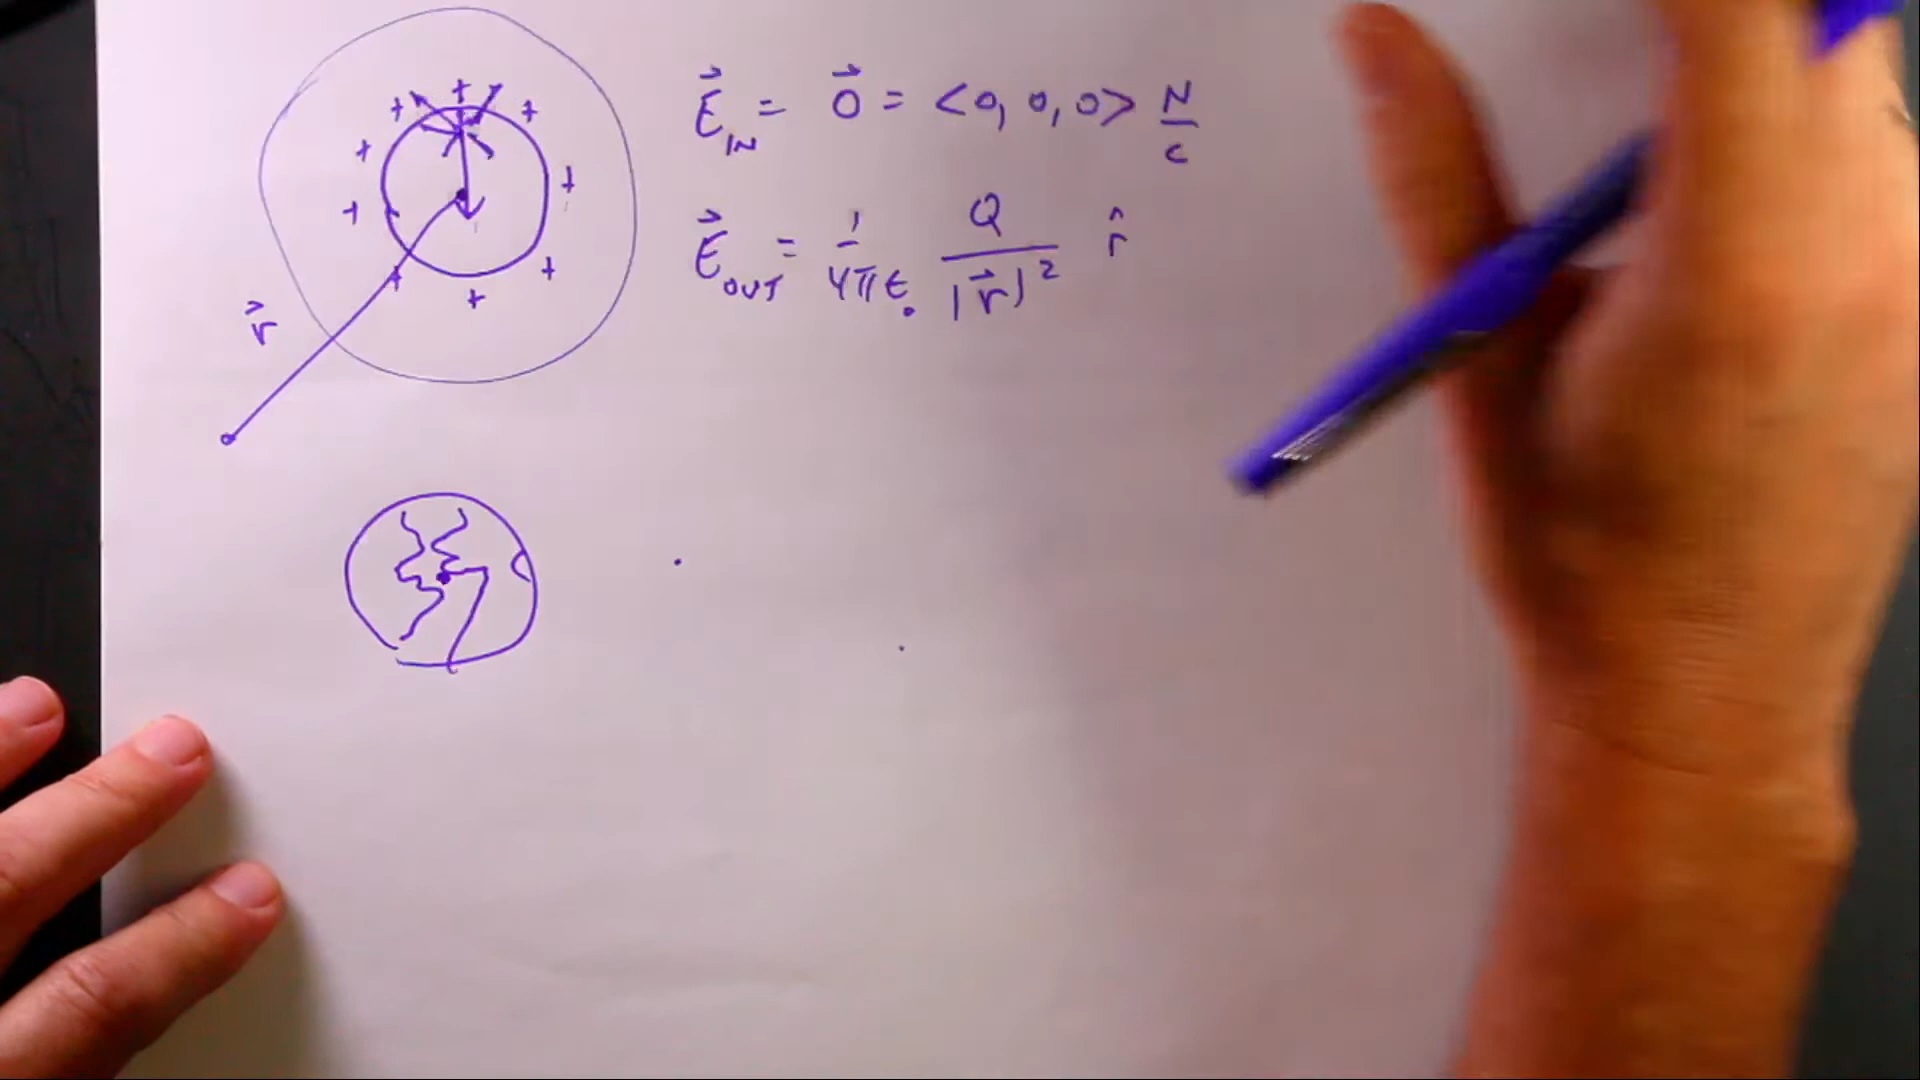 + + + + + + + + + +
E⃗_IN = 0⃗ = <0, 0, 0> N/C
E⃗_OUT = 1/(4πε₀) Q/|r⃗|² r̂
r⃗